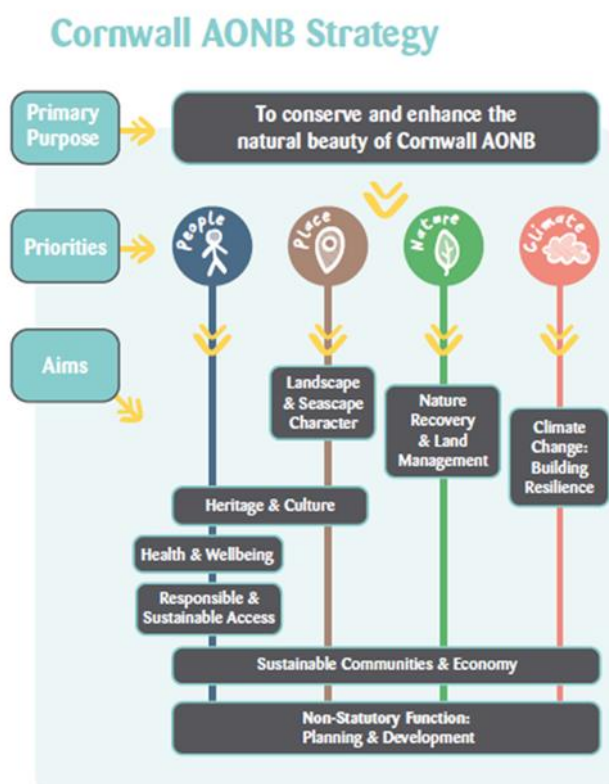 Cornwall AONB Strategy
Primary
Purpose
To conserve and enhance the
natural beauty of Cornwall AONB
Priorities
People
Place
Nature
Climate
Aims
Landscape
& Seascape
Character
Nature
Recovery
& Land
Management
Climate
Change:
Building
Resilience
Heritage & Culture
Health & Wellbeing
Responsible &
Sustainable Access
Sustainable Communities & Economy
Non-Statutory Function:
Planning & Development